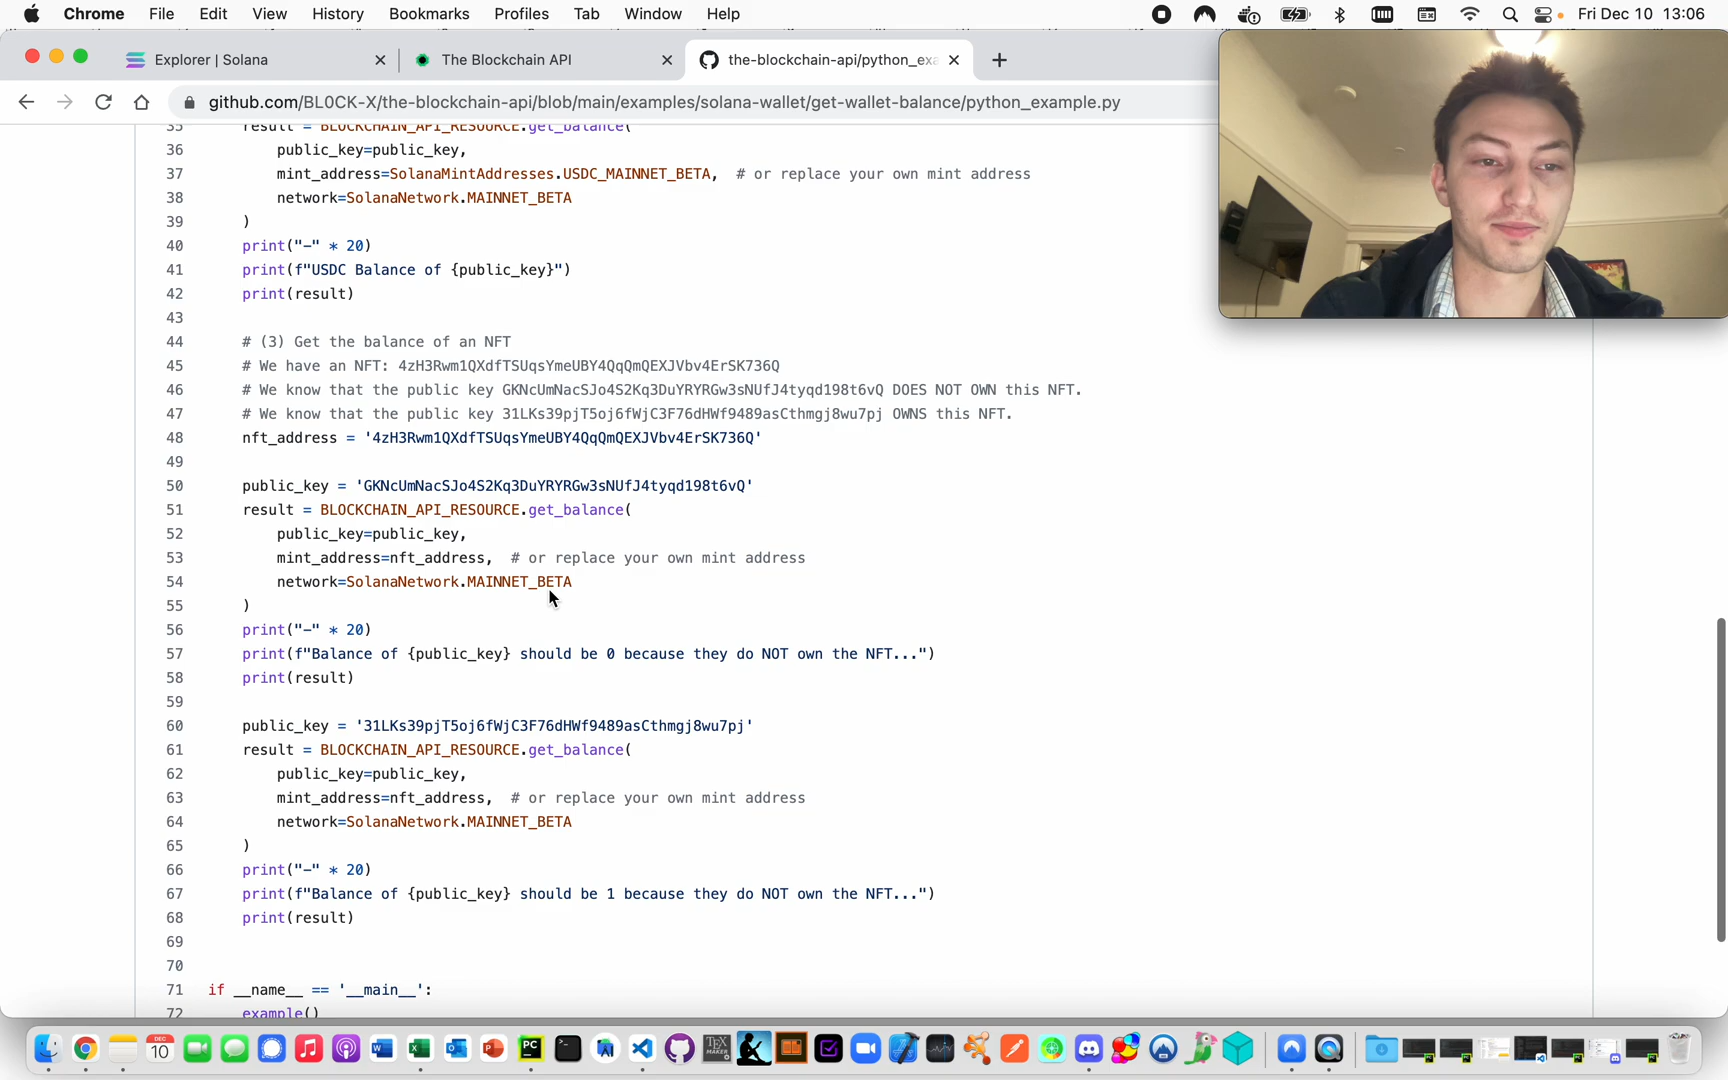 Chrome File Edit View History Bookmarks Profiles Tab Window Help Fri Dec 10 13:06
Explorer | Solana
The Blockchain API
the-blockchain-api/python_exa
github.com/BL0CK-X/the-blockchain-api/blob/main/examples/solana-wallet/get-wallet-balance/python_example.py
35 result = BLOCKCHAIN_API_RESOURCE.get_balance(
36 public_key=public_key,
37 mint_address=SolanaMintAddresses.USDC_MAINNET_BETA, # or replace your own mint address
38 network=SolanaNetwork.MAINNET_BETA
39 )
40 print("-" * 20)
41 print(f"USDC Balance of {public_key}")
42 print(result)
43
44 # (3) Get the balance of an NFT
45 # We have an NFT: 4zH3Rwm1QXdfTSUqsYmeUBY4QqQmQEXJVbv4ErSK736Q
46 # We know that the public key GKNcUmNacSJo4S2Kq3DuYRYRGw3sNUfJ4tyqd198t6vQ DOES NOT OWN this NFT.
47 # We know that the public key 31LKs39pjT5oj6fWjC3F76dHWf9489asCthmgj8wu7pj OWNS this NFT.
48 nft_address = '4zH3Rwm1QXdfTSUqsYmeUBY4QqQmQEXJVbv4ErSK736Q'
49
50 public_key = 'GKNcUmNacSJo4S2Kq3DuYRYRGw3sNUfJ4tyqd198t6vQ'
51 result = BLOCKCHAIN_API_RESOURCE.get_balance(
52 public_key=public_key,
53 mint_address=nft_address, # or replace your own mint address
54 network=SolanaNetwork.MAINNET_BETA
55 )
56 print("-" * 20)
57 print(f"Balance of {public_key} should be 0 because they do NOT own the NFT...")
58 print(result)
59
60 public_key = '31LKs39pjT5oj6fWjC3F76dHWf9489asCthmgj8wu7pj'
61 result = BLOCKCHAIN_API_RESOURCE.get_balance(
62 public_key=public_key,
63 mint_address=nft_address, # or replace your own mint address
64 network=SolanaNetwork.MAINNET_BETA
65 )
66 print("-" * 20)
67 print(f"Balance of {public_key} should be 1 because they do NOT own the NFT...")
68 print(result)
69
70
71 if __name__ == '__main__':
72 example()